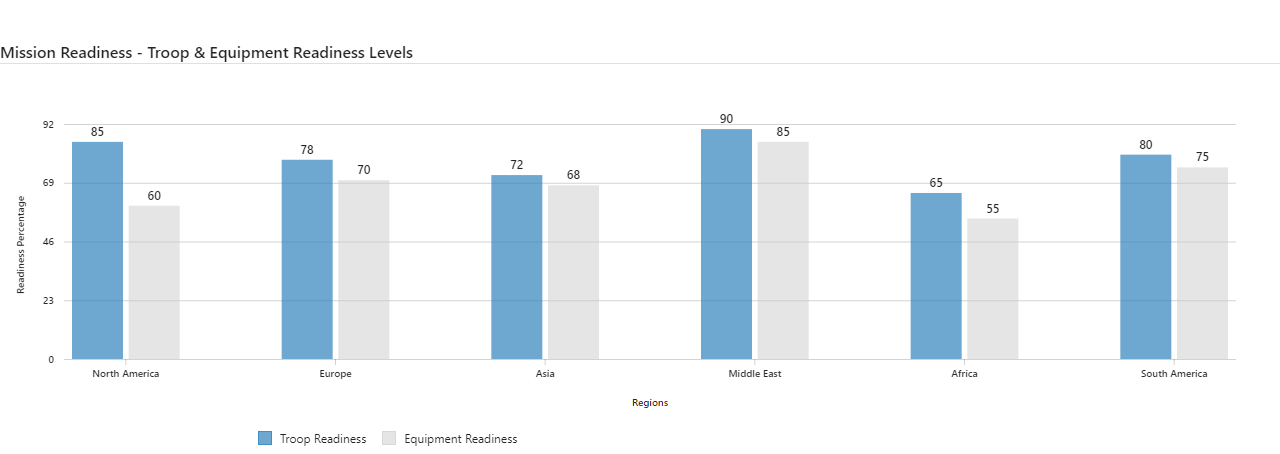 Mission Readiness - Troop & Equipment Readiness Levels
Readiness Percentage
92
69
46
23
0
85 60 78 70 72 68 90 85 65 55 80 75
North America Europe Asia Middle East Africa South America
Regions
Troop Readiness Equipment Readiness